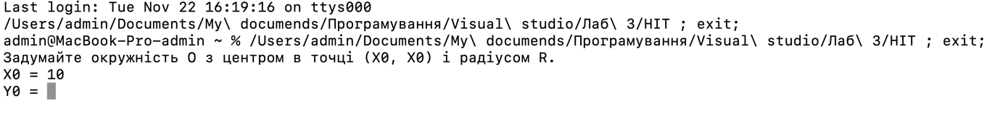 Last login: Tue Nov 22 16:19:16 on ttys000
/Users/admin/Documents/My\ documends/Програмування/Visual\ studio/Лаб\ 3/HIT ; exit;
admin@MacBook-Pro-admin ~ % /Users/admin/Documents/My\ documends/Програмування/Visual\ studio/Лаб\ 3/HIT ; exit;
Задумайте окружність O з центром в точці (X0, X0) і радіусом R.
X0 = 10
Y0 =